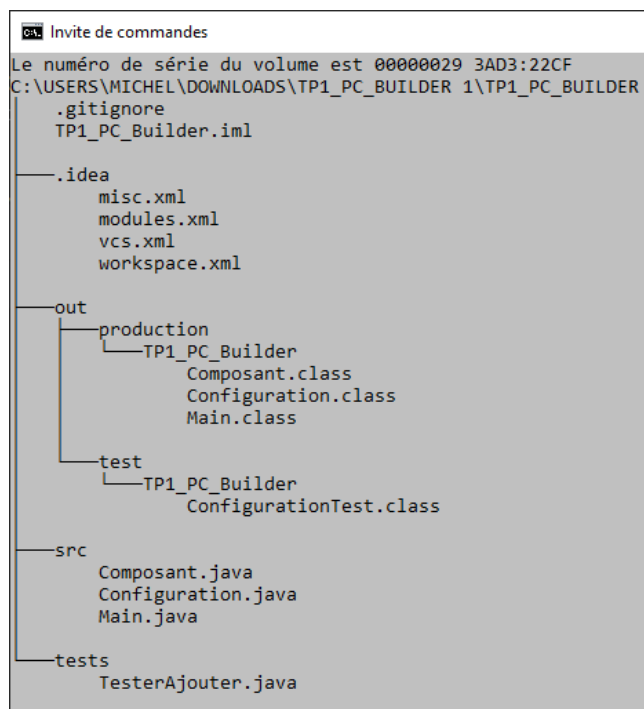 Invite de commandes
Le numéro de série du volume est 00000029 3AD3:22CF
C:\USERS\MICHEL\DOWNLOADS\TP1_PC_BUILDER 1\TP1_PC_BUILDER
.gitignore
TP1_PC_Builder.iml
.idea
misc.xml
modules.xml
vcs.xml
workspace.xml
out
production
TP1_PC_Builder
Composant.class
Configuration.class
Main.class
test
TP1_PC_Builder
ConfigurationTest.class
src
Composant.java
Configuration.java
Main.java
tests
TesterAjouter.java